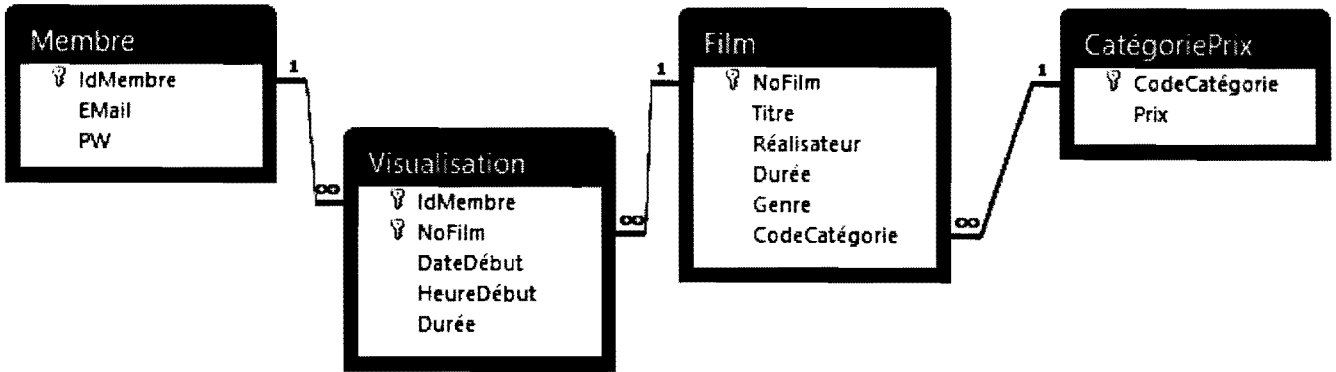 Membre
IdMembre
EMail
PW
1
∞
Visualisation
IdMembre
NoFilm
DateDébut
HeureDébut
Durée
1
∞
Film
NoFilm
Titre
Réalisateur
Durée
Genre
CodeCatégorie
1
∞
CatégoriePrix
CodeCatégorie
Prix